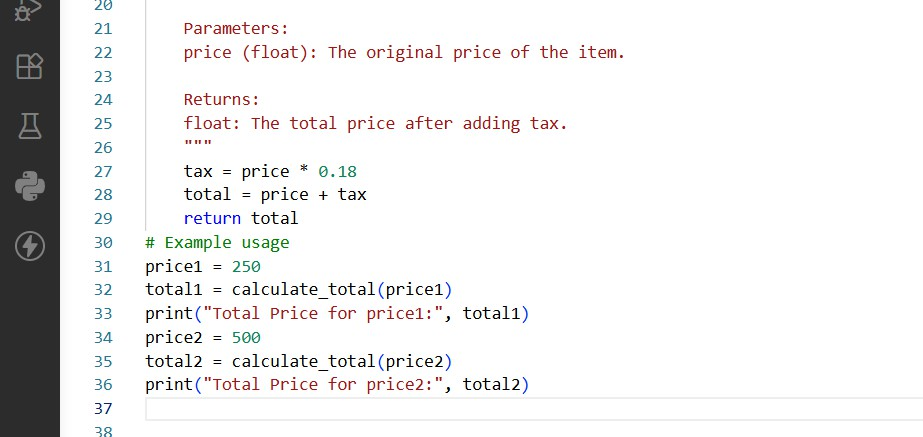 20
21 Parameters:
22 price (float): The original price of the item.
23
24 Returns:
25 float: The total price after adding tax.
26 """
27 tax = price * 0.18
28 total = price + tax
29 return total
30 # Example usage
31 price1 = 250
32 total1 = calculate_total(price1)
33 print("Total Price for price1:", total1)
34 price2 = 500
35 total2 = calculate_total(price2)
36 print("Total Price for price2:", total2)
37
38